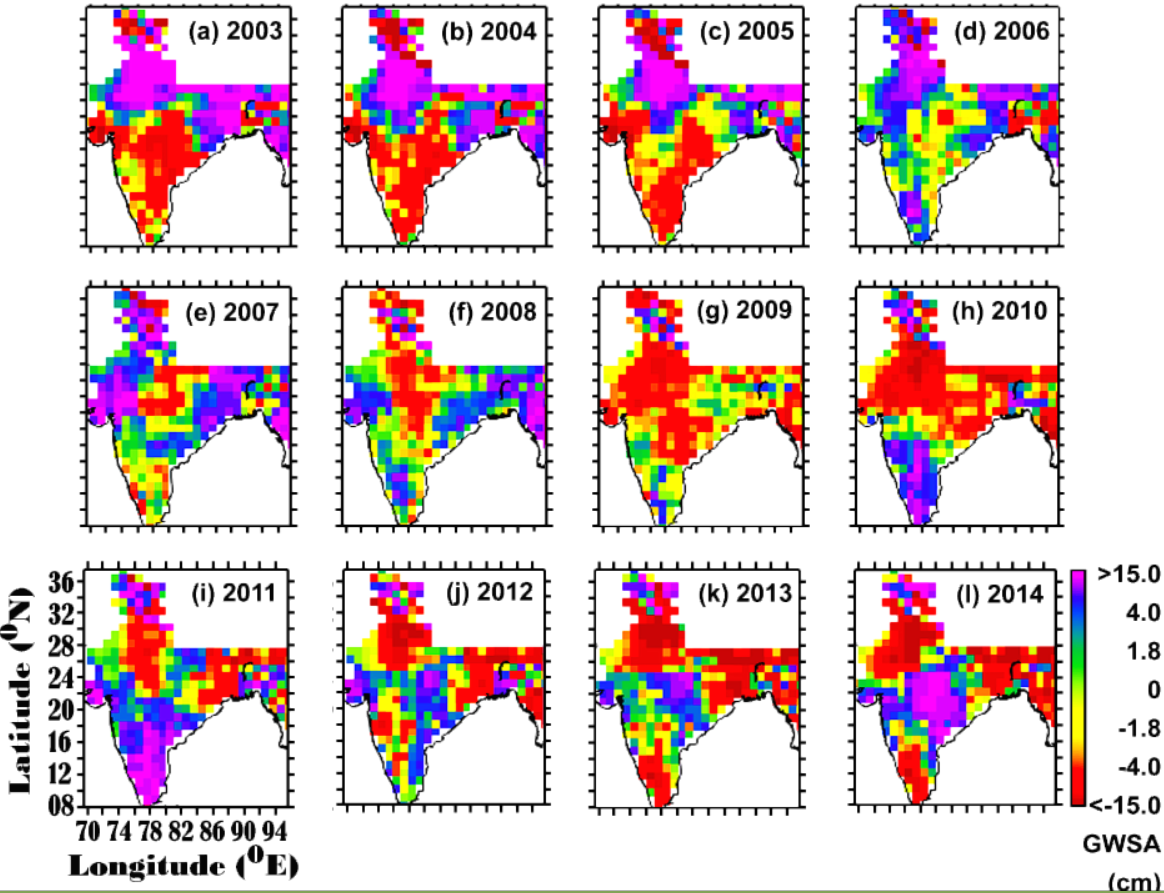 (a) 2003
(b) 2004
(c) 2005
(d) 2006
(e) 2007
(f) 2008
(g) 2009
(h) 2010
(i) 2011
(j) 2012
(k) 2013
(l) 2014
Latitude (⁰N)
36
32
28
24
20
16
12
08
70 74 78 82 86 90 94
Longitude (⁰E)
>15.0
4.0
1.8
0
-1.8
-4.0
<-15.0
GWSA
(cm)